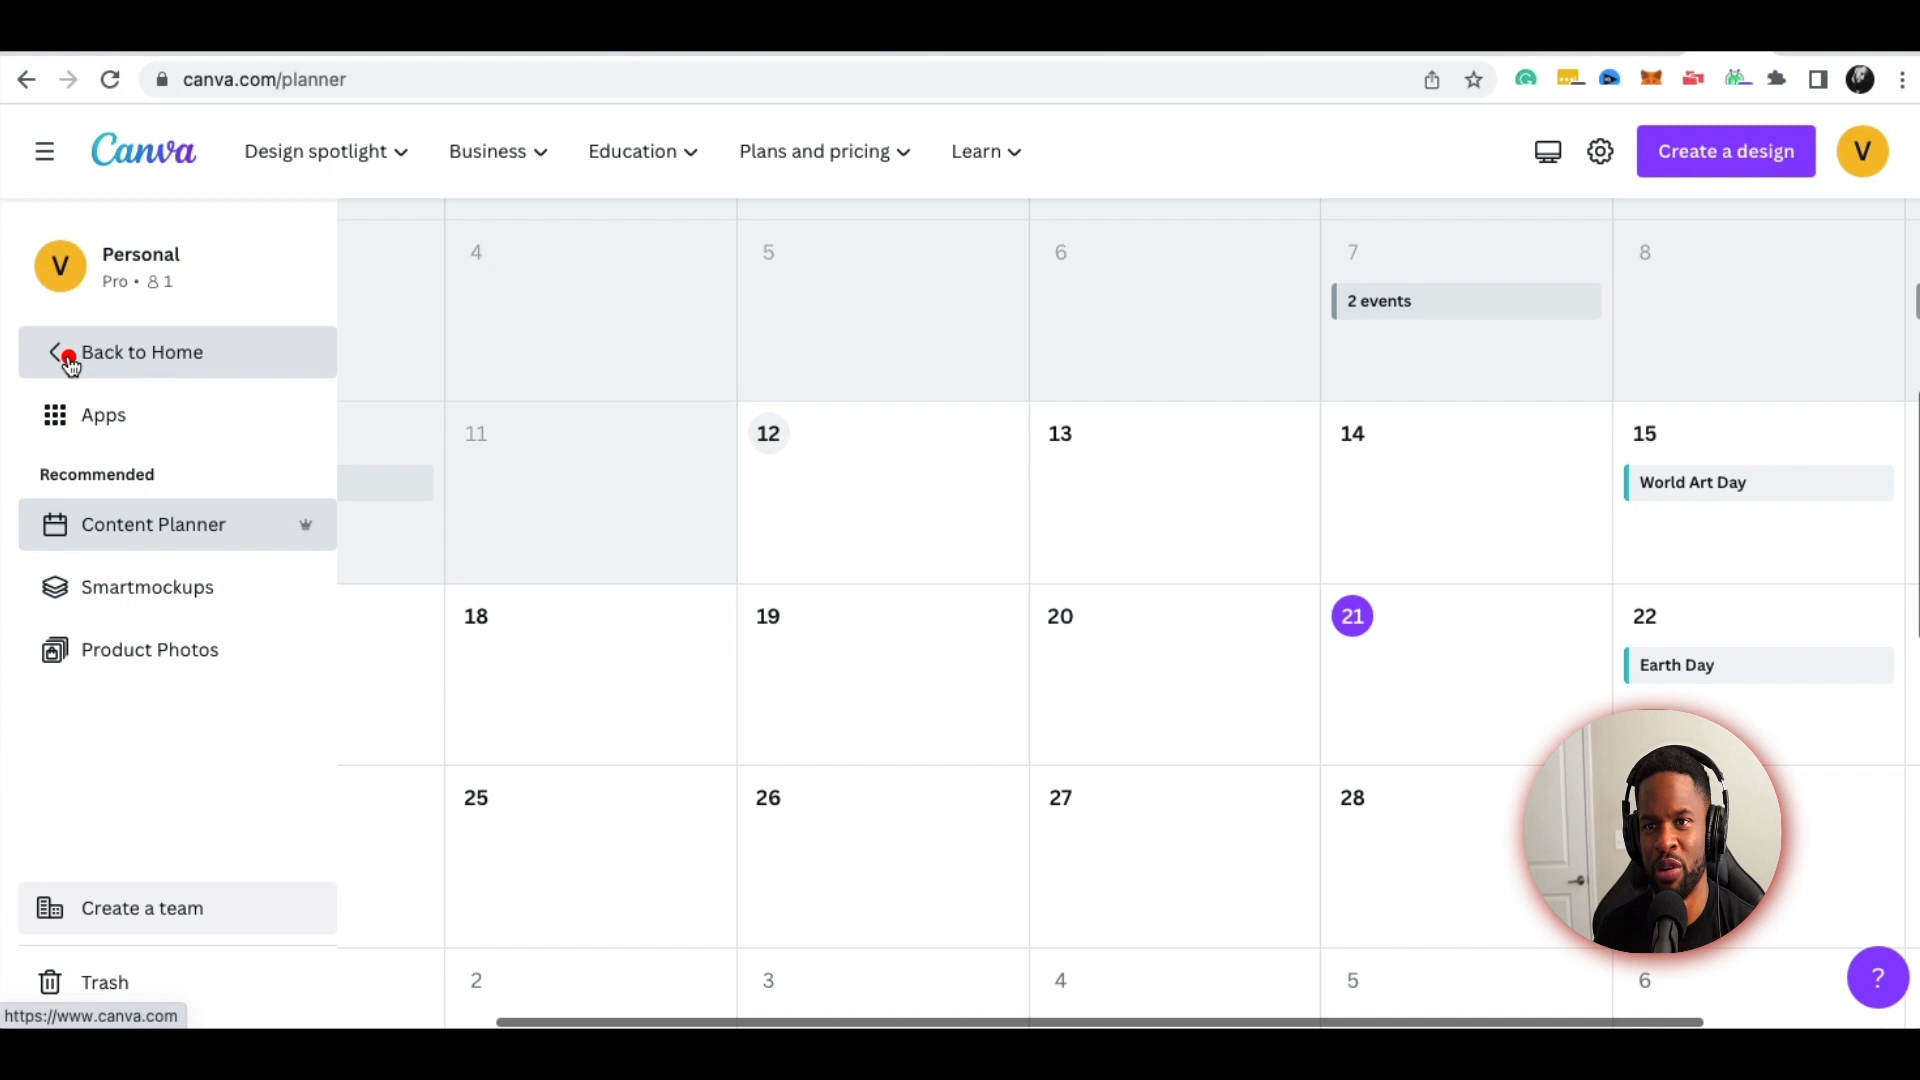 canva.com/planner
Canva
Design spotlight
Business
Education
Plans and pricing
Learn
Create a design
V
V
Personal
Pro • 1
Back to Home
Apps
Recommended
Content Planner
Smartmockups
Product Photos
Create a team
Trash
https://www.canva.com
4
5
6
7
8
2 events
11
12
13
14
15
World Art Day
18
19
20
21
22
Earth Day
25
26
27
28
2
3
4
5
6
?